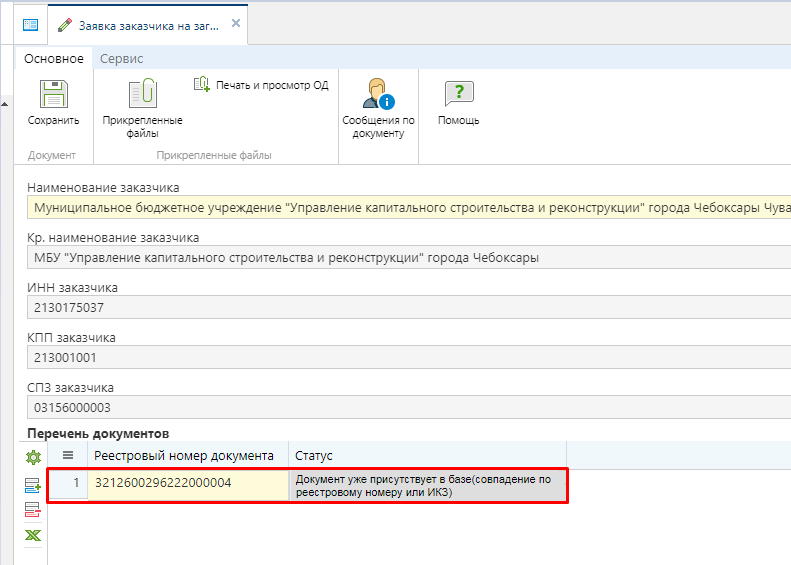 Заявка заказчика на заг...
Основное Сервис
Сохранить
Прикрепленные файлы
Печать и просмотр ОД
Сообщения по документу
Помощь
Документ
Прикрепленные файлы
Наименование заказчика
Муниципальное бюджетное учреждение "Управление капитального строительства и реконструкции" города Чебоксары Чува
Кр. наименование заказчика
МБУ "Управление капитального строительства и реконструкции" города Чебоксары
ИНН заказчика
2130175037
КПП заказчика
213001001
СПЗ заказчика
03156000003
Перечень документов
Реестровый номер документа Статус
1 3212600296222000004 Документ уже присутствует в базе(совпадение по
реестровому номеру или ИКЗ)